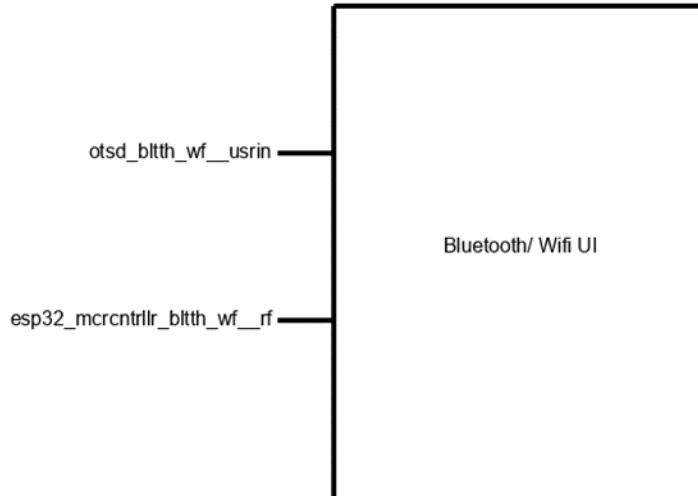 otsd_bltth_wf__usrin
Bluetooth/ Wifi UI
esp32_mcrcntrllr_bltth_wf__rf